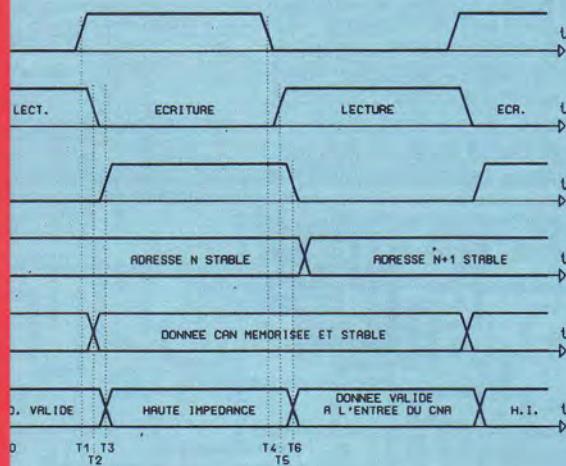 t
LECT. ECRITURE LECTURE ECR. t
t
ADRESSE N STABLE ADRESSE N+1 STABLE t
DONNEE CAN MEMORISEE ET STABLE t
D. VALIDE HAUTE IMPEDANCE DONNEE VALIDE A L'ENTREE DU CNA H.I. t
T1 T3 T4 T6
T2 T5